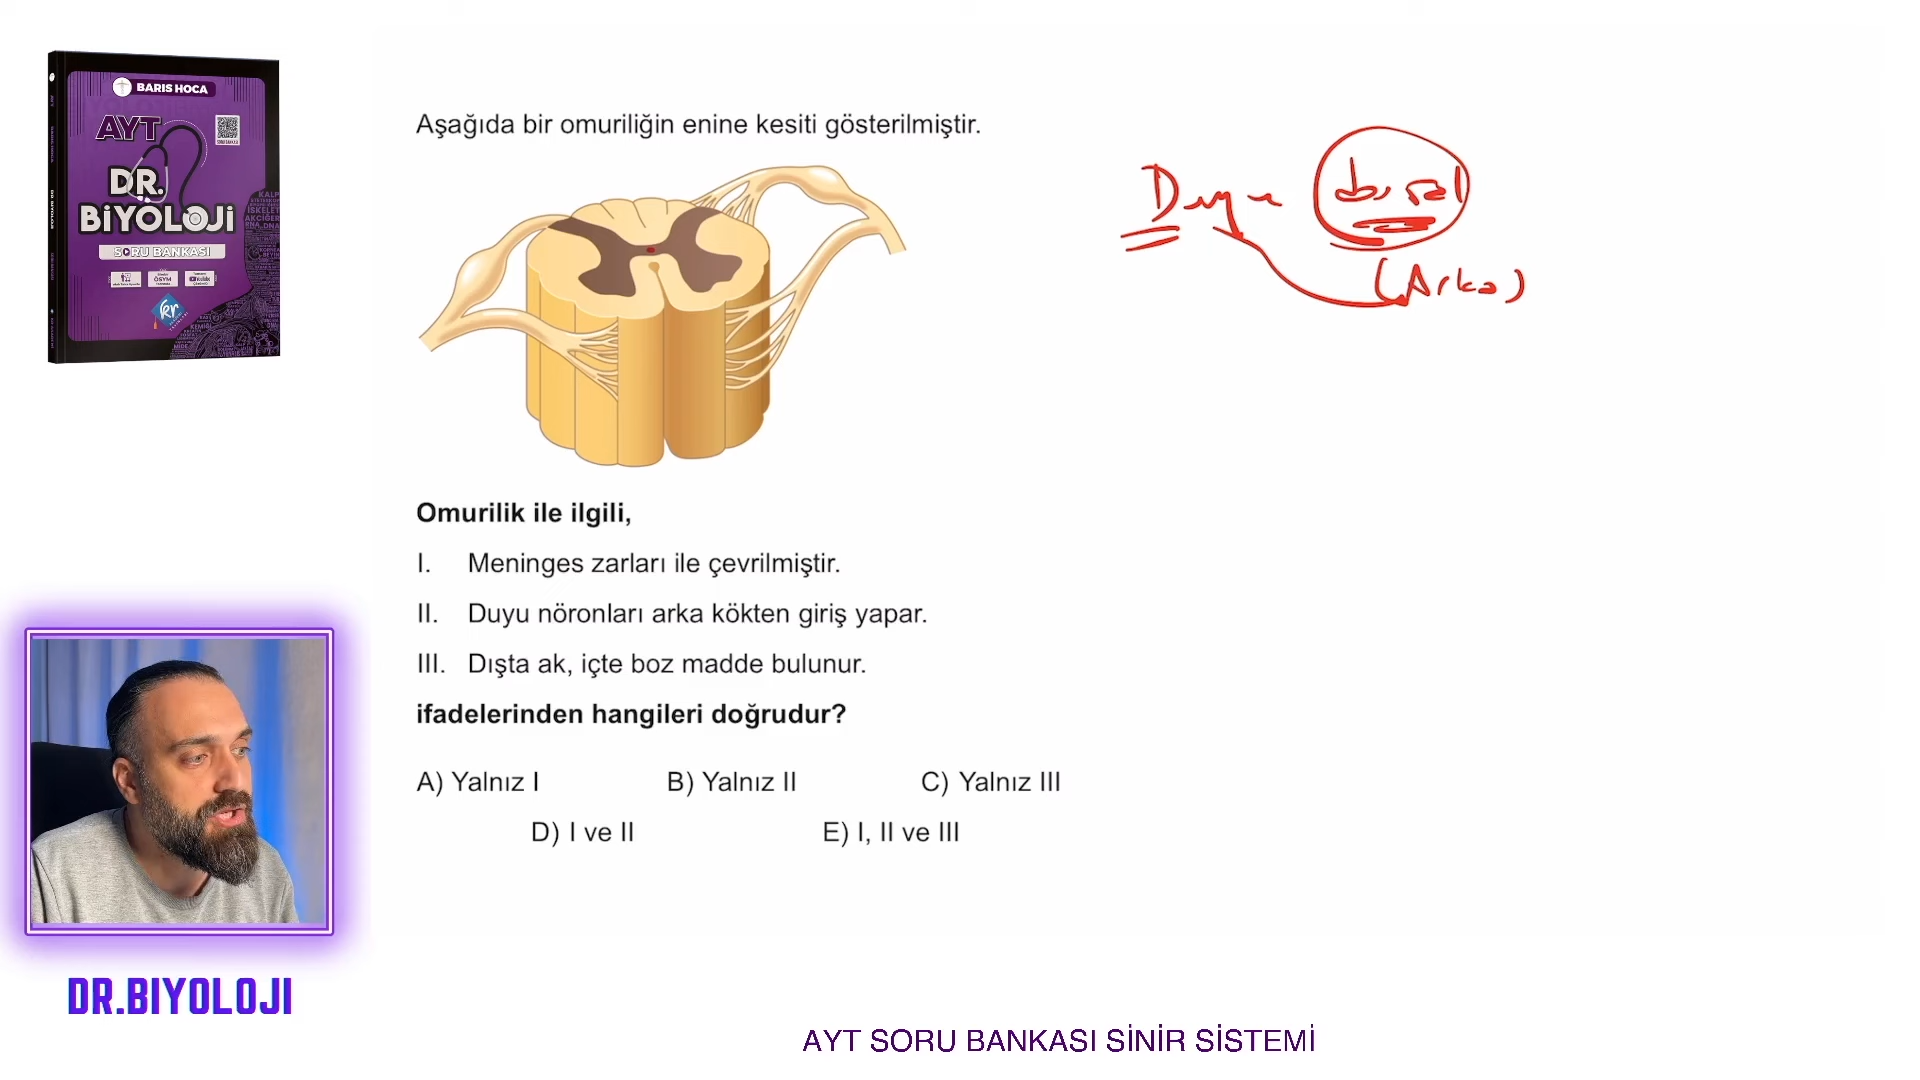 BARIS HOCA
AYT
DR.
BİYOLOJİ
SORU BANKASI
Aşağıda bir omuriliğin enine kesiti gösterilmiştir.
Duyu dorsal
(Arka)
Omurilik ile ilgili,
I. Meninges zarları ile çevrilmiştir.
II. Duyu nöronları arka kökten giriş yapar.
III. Dışta ak, içte boz madde bulunur.
ifadelerinden hangileri doğrudur?
A) Yalnız I B) Yalnız II C) Yalnız III
D) I ve II E) I, II ve III
DR.BIYOLOJI
AYT SORU BANKASI SİNİR SİSTEMİ